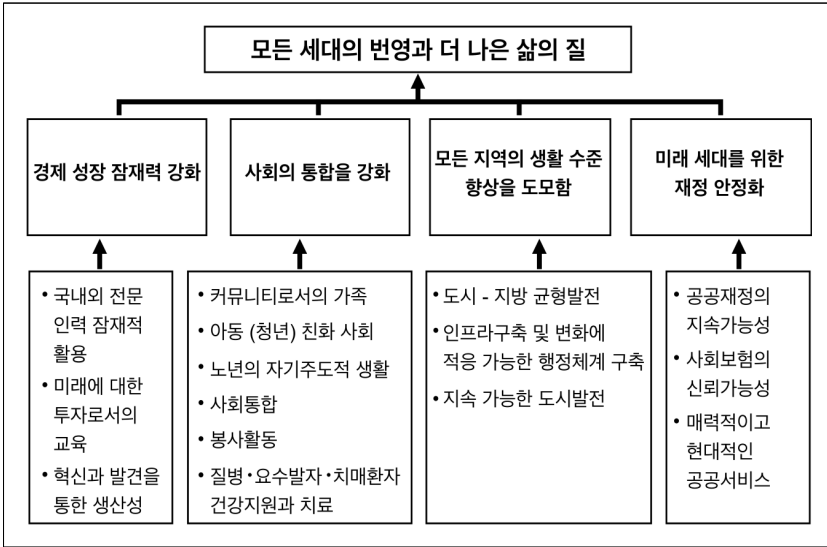 모든 세대의 번영과 더 나은 삶의 질
경제 성장 잠재력 강화
사회의 통합을 강화
모든 지역의 생활 수준
향상을 도모함
미래 세대를 위한
재정 안정화
• 국내외 전문
인력 잠재적
활용
• 미래에 대한
투자로서의
교육
• 혁신과 발견을
통한 생산성
• 커뮤니티로서의 가족
• 아동 (청년) 친화 사회
• 노년의 자기주도적 생활
• 사회통합
• 봉사활동
• 질병·요수발자·치매환자
건강지원과 치료
• 도시 - 지방 균형발전
• 인프라구축 및 변화에
적응 가능한 행정체계 구축
• 지속 가능한 도시발전
• 공공재정의
지속가능성
• 사회보험의
신뢰가능성
• 매력적이고
현대적인
공공서비스